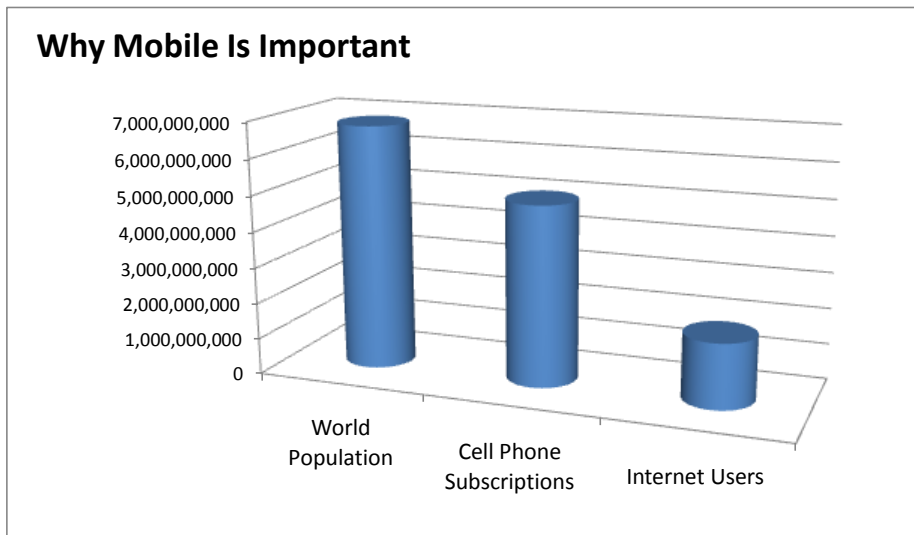 Why Mobile Is Important
7,000,000,000
6,000,000,000
5,000,000,000
4,000,000,000
3,000,000,000
2,000,000,000
1,000,000,000
0
World
Population
Cell Phone
Subscriptions
Internet Users